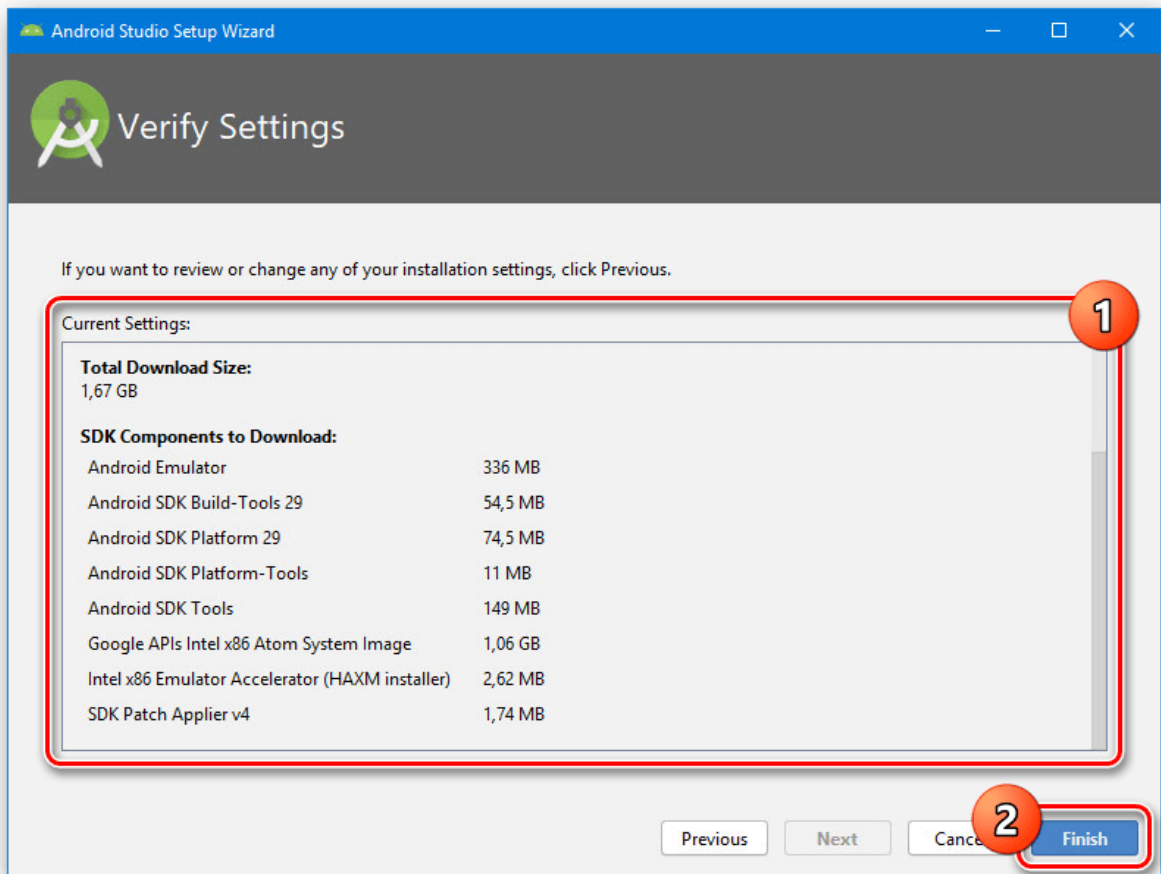 Android Studio Setup Wizard
Verify Settings
If you want to review or change any of your installation settings, click Previous.
1
Current Settings:
Total Download Size:
1,67 GB
SDK Components to Download:
Android Emulator 336 MB
Android SDK Build-Tools 29 54,5 MB
Android SDK Platform 29 74,5 MB
Android SDK Platform-Tools 11 MB
Android SDK Tools 149 MB
Google APIs Intel x86 Atom System Image 1,06 GB
Intel x86 Emulator Accelerator (HAXM installer) 2,62 MB
SDK Patch Applier v4 1,74 MB
Previous Next Cance 2 Finish